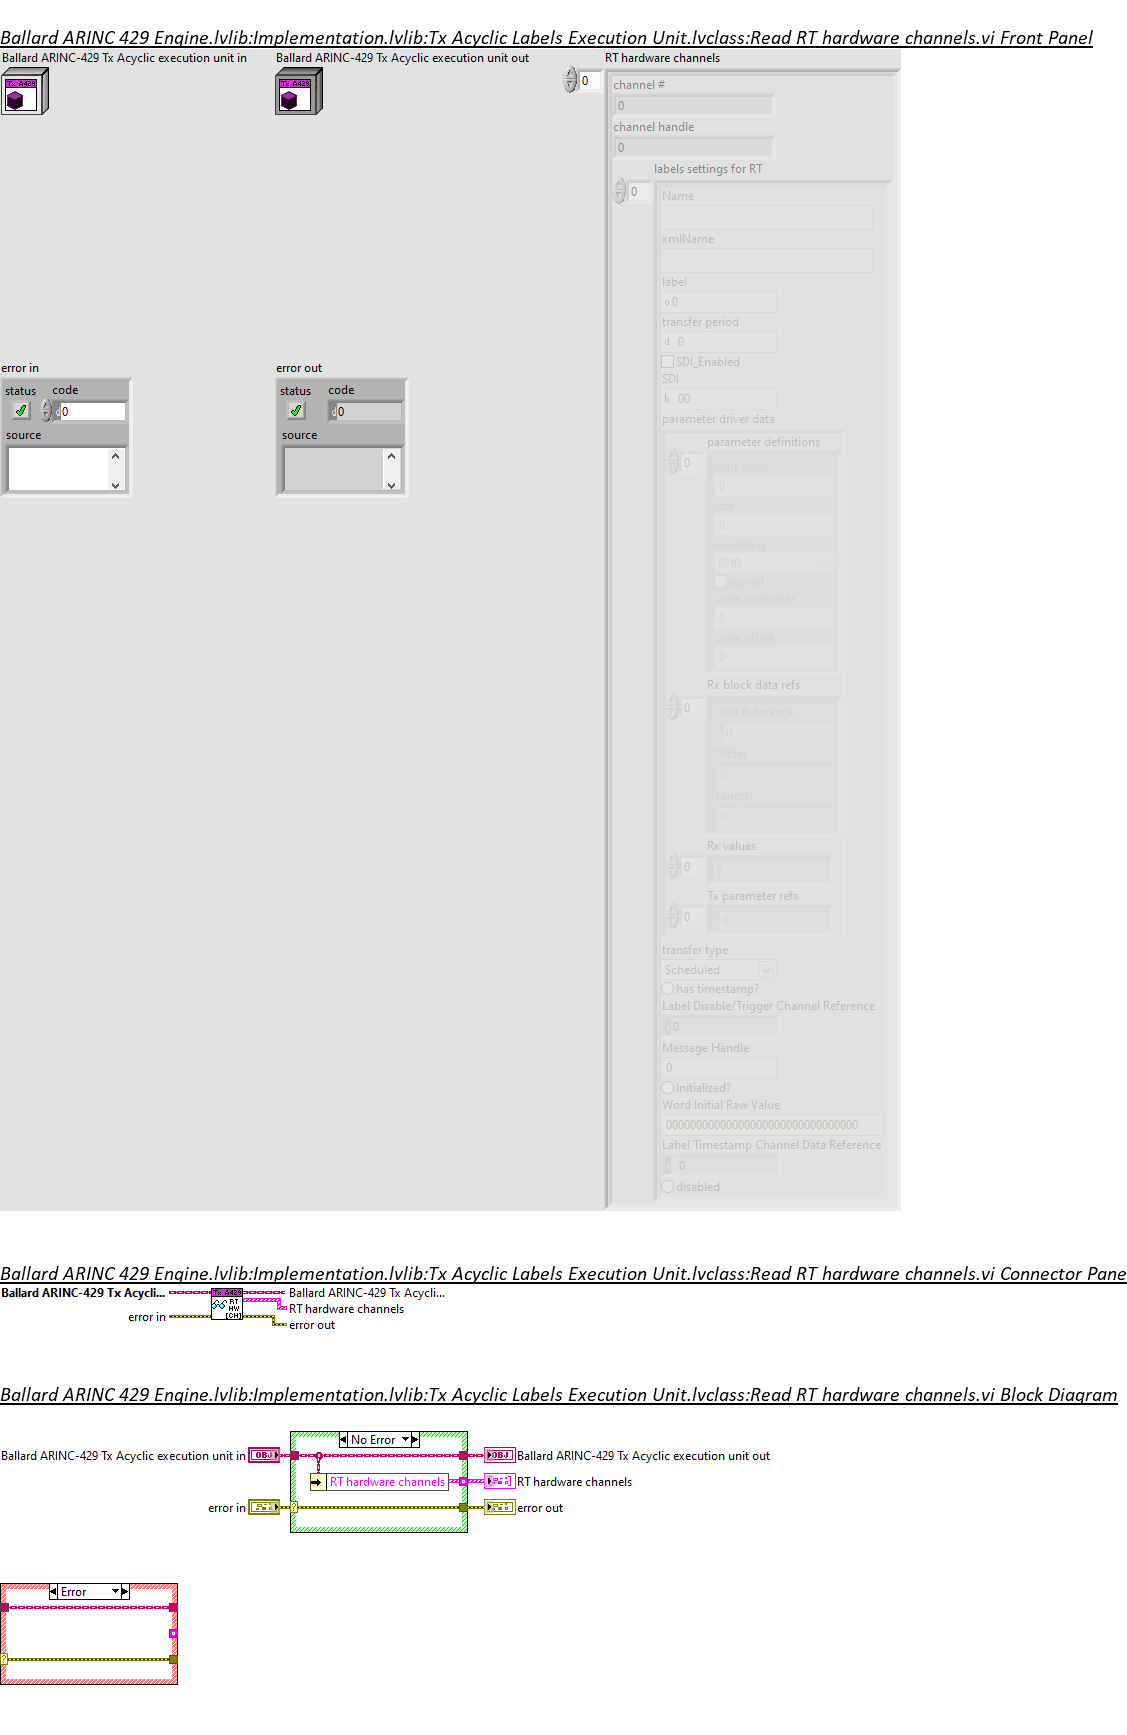 Ballard ARINC 429 Engine.lvlib:Implementation.lvlib:Tx Acyclic Labels Execution Unit.lvclass:Read RT hardware channels.vi Front Panel
Ballard ARINC-429 Tx Acyclic execution unit in
Ballard ARINC-429 Tx Acyclic execution unit out
RT hardware channels
Tx A429
Tx A429
0
channel #
0
channel handle
0
labels settings for RT
0
Name
xmlName
label
o 0
transfer period
d 0
SDI_Enabled
SDI
b 00
parameter driver data
parameter definitions
0
start index
0
size
0
encoding
BNR
signed
scale multiplier
0
scale offset
0
Rx block data refs
0
Data Reference
0
Offset
0
Length
0
Rx values
0
0
Tx parameter refs
0
0
transfer type
Scheduled
has timestamp?
Label Disable/Trigger Channel Reference
0
Message Handle
0
Initialized?
Word Initial Raw Value
00000000000000000000000000000000
Label Timestamp Channel Data Reference
0
disabled
error in
status code
d 0
source
error out
status code
d 0
source
Ballard ARINC 429 Engine.lvlib:Implementation.lvlib:Tx Acyclic Labels Execution Unit.lvclass:Read RT hardware channels.vi Connector Pane
Ballard ARINC-429 Tx Acycli...
error in
Tx A429
RT
HW
[CH]
Ballard ARINC-429 Tx Acycli...
RT hardware channels
error out
Ballard ARINC 429 Engine.lvlib:Implementation.lvlib:Tx Acyclic Labels Execution Unit.lvclass:Read RT hardware channels.vi Block Diagram
No Error
Ballard ARINC-429 Tx Acyclic execution unit in
OBJ
OBJ
Ballard ARINC-429 Tx Acyclic execution unit out
RT hardware channels
RT hardware channels
error in
?
error out
Error
?